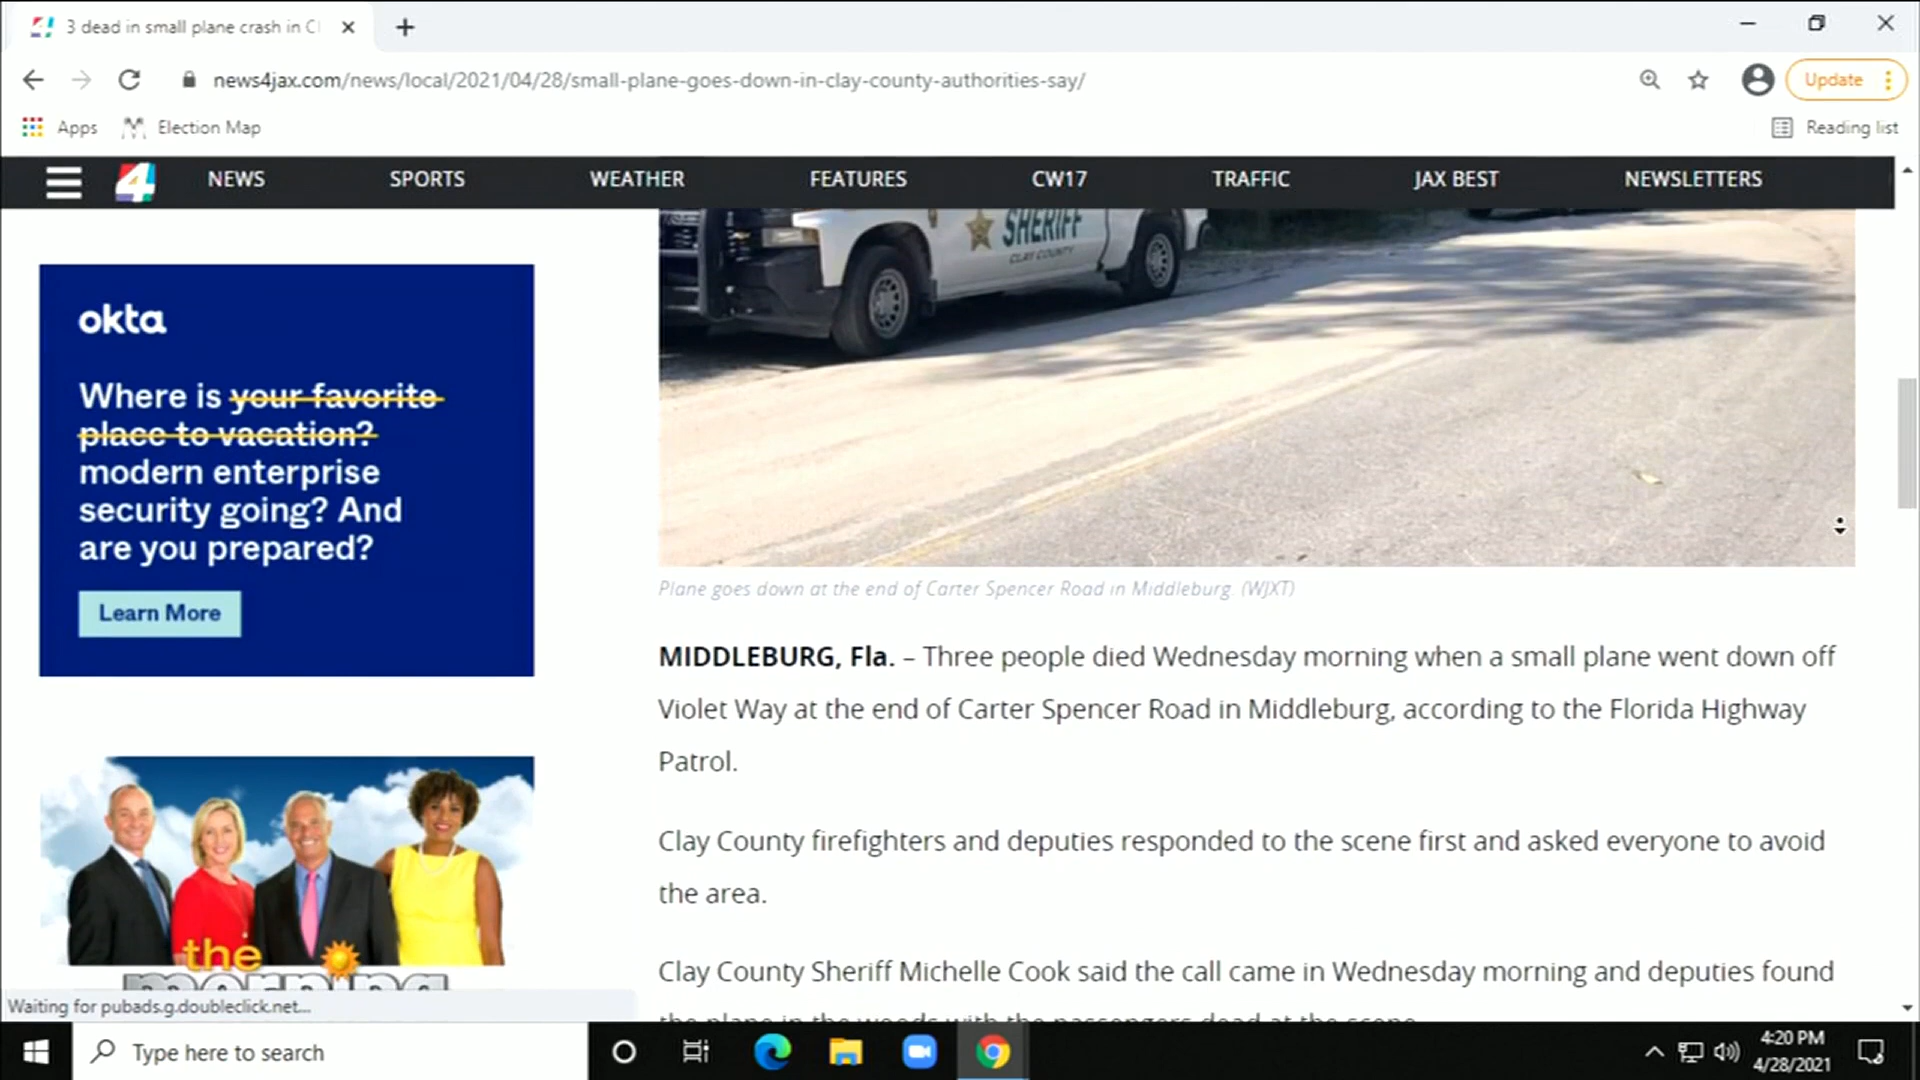 3 dead in small plane crash in C
news4jax.com/news/local/2021/04/28/small-plane-goes-down-in-clay-county-authorities-say/
Update
Apps
Election Map
Reading list
4
NEWS
SPORTS
WEATHER
FEATURES
CW17
TRAFFIC
JAX BEST
NEWSLETTERS
SHERIFF
CLAY COUNTY
okta
Where is your favorite
place to vacation?
modern enterprise
security going? And
are you prepared?
Learn More
Plane goes down at the end of Carter Spencer Road in Middleburg. (WJXT)
MIDDLEBURG, Fla. – Three people died Wednesday morning when a small plane went down off
Violet Way at the end of Carter Spencer Road in Middleburg, according to the Florida Highway
Patrol.
Clay County firefighters and deputies responded to the scene first and asked everyone to avoid
the area.
Clay County Sheriff Michelle Cook said the call came in Wednesday morning and deputies found
the plane in the woods with the passengers dead at the scene.
the
morning
Waiting for pubads.g.doubleclick.net...
Type here to search
4:20 PM
4/28/2021